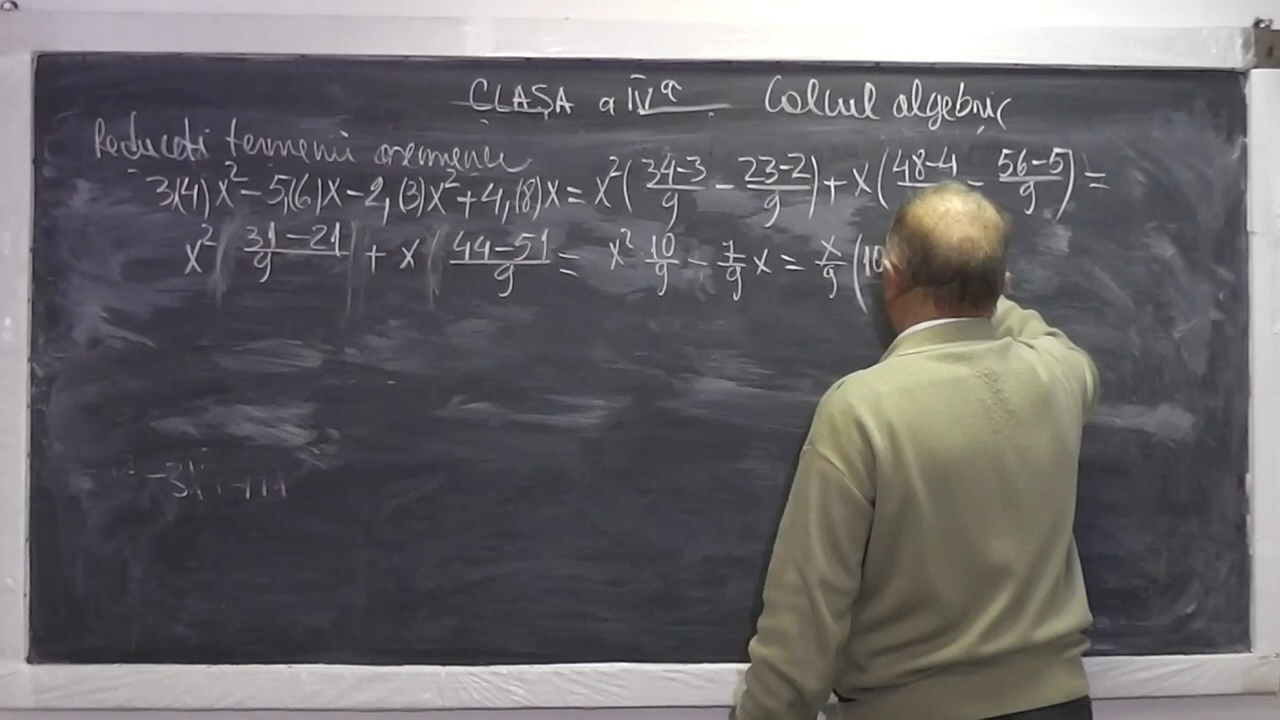 CLASA a IVª Calcul algebric
Reduceți termenii asemenea
3,(4)x² - 5,(6)x - 2,(3)x² + 4,(8)x = x²(34-3/9 - 23-2/9) + x(48-4 - 56-5/9) =
x²(31-21/9) + x(44-51/9) = x² 10/9 - 7/9 x = x/9 (10